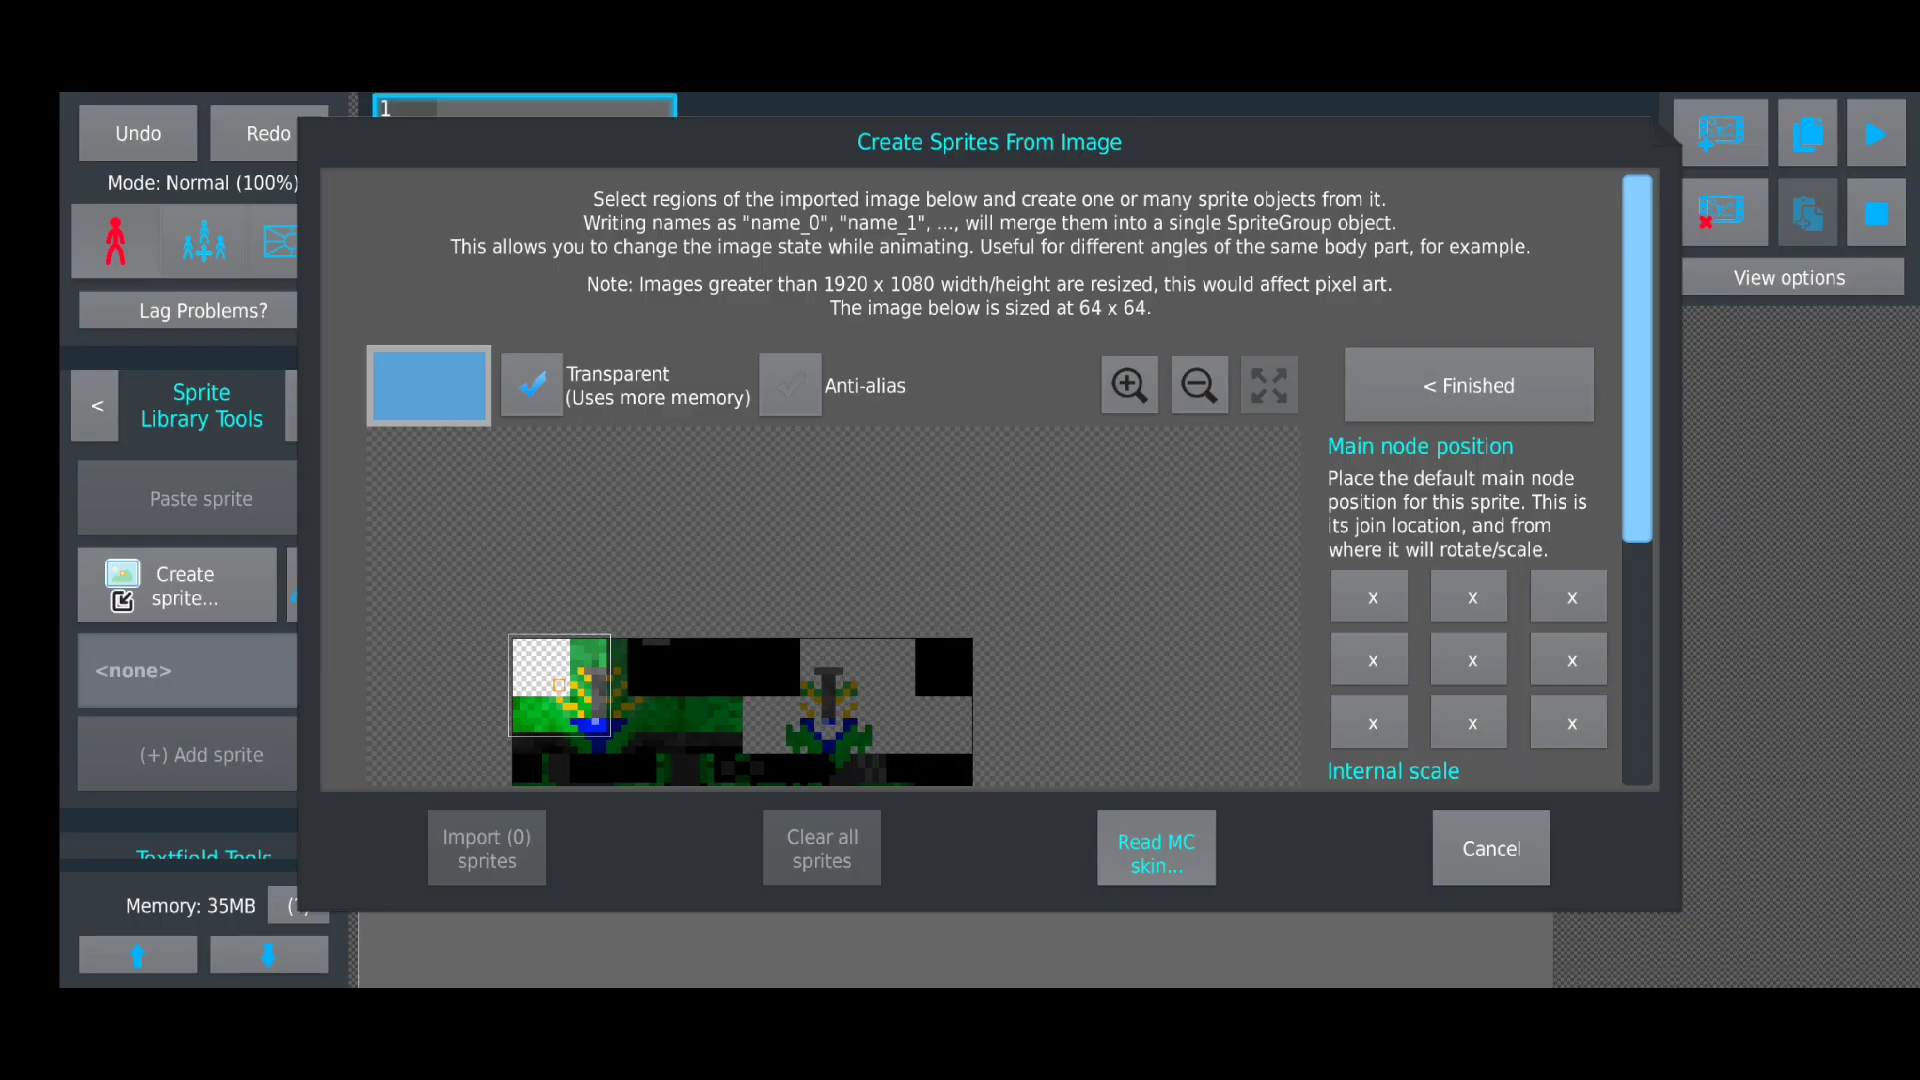 Undo
Redo
1
Mode: Normal (100%)
Lag Problems?
<
Sprite
Library Tools
Paste sprite
Create
sprite...
<none>
(+) Add sprite
Memory: 35MB
Create Sprites From Image
Select regions of the imported image below and create one or many sprite objects from it.
Writing names as "name_0", "name_1", ..., will merge them into a single SpriteGroup object.
This allows you to change the image state while animating. Useful for different angles of the same body part, for example.
Note: Images greater than 1920 x 1080 width/height are resized, this would affect pixel art.
The image below is sized at 64 x 64.
Transparent
(Uses more memory)
Anti-alias
< Finished
Main node position
Place the default main node
position for this sprite. This is
its join location, and from
where it will rotate/scale.
x x x
x x x
x x x
Internal scale
Import (0)
sprites
Clear all
sprites
Read MC
skin...
Cancel
View options